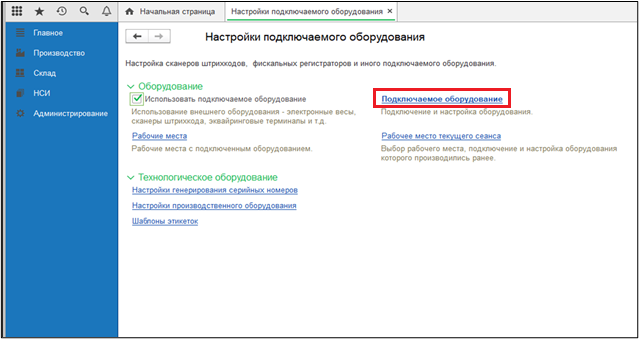 Начальная страница
Настройки подключаемого оборудования ×
Главное
Производство
Склад
НСИ
Администрирование
Настройки подключаемого оборудования
Настройка сканеров штрихкодов, фискальных регистраторов и иного подключаемого оборудования.
Оборудование
Использовать подключаемое оборудование
Использование внешнего оборудования - электронные весы,
сканеры штрихкода, эквайринговые терминалы и т.д.
Подключаемое оборудование
Подключение и настройка оборудования.
Рабочие места
Рабочие места с подключенным оборудованием.
Рабочее место текущего сеанса
Выбор рабочего места, подключение и настройка оборудования
которого производились ранее.
Технологическое оборудование
Настройки генерирования серийных номеров
Настройки производственного оборудования
Шаблоны этикеток